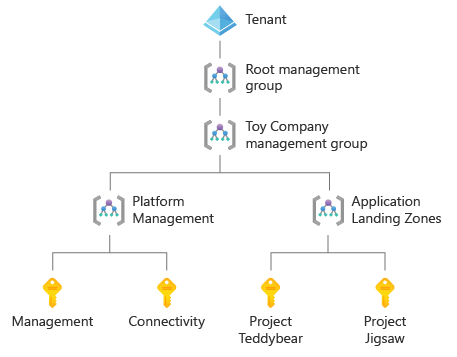 Tenant
Root management
group
Toy Company
management group
Platform
Management
Application
Landing Zones
Management
Connectivity
Project
Teddybear
Project
Jigsaw